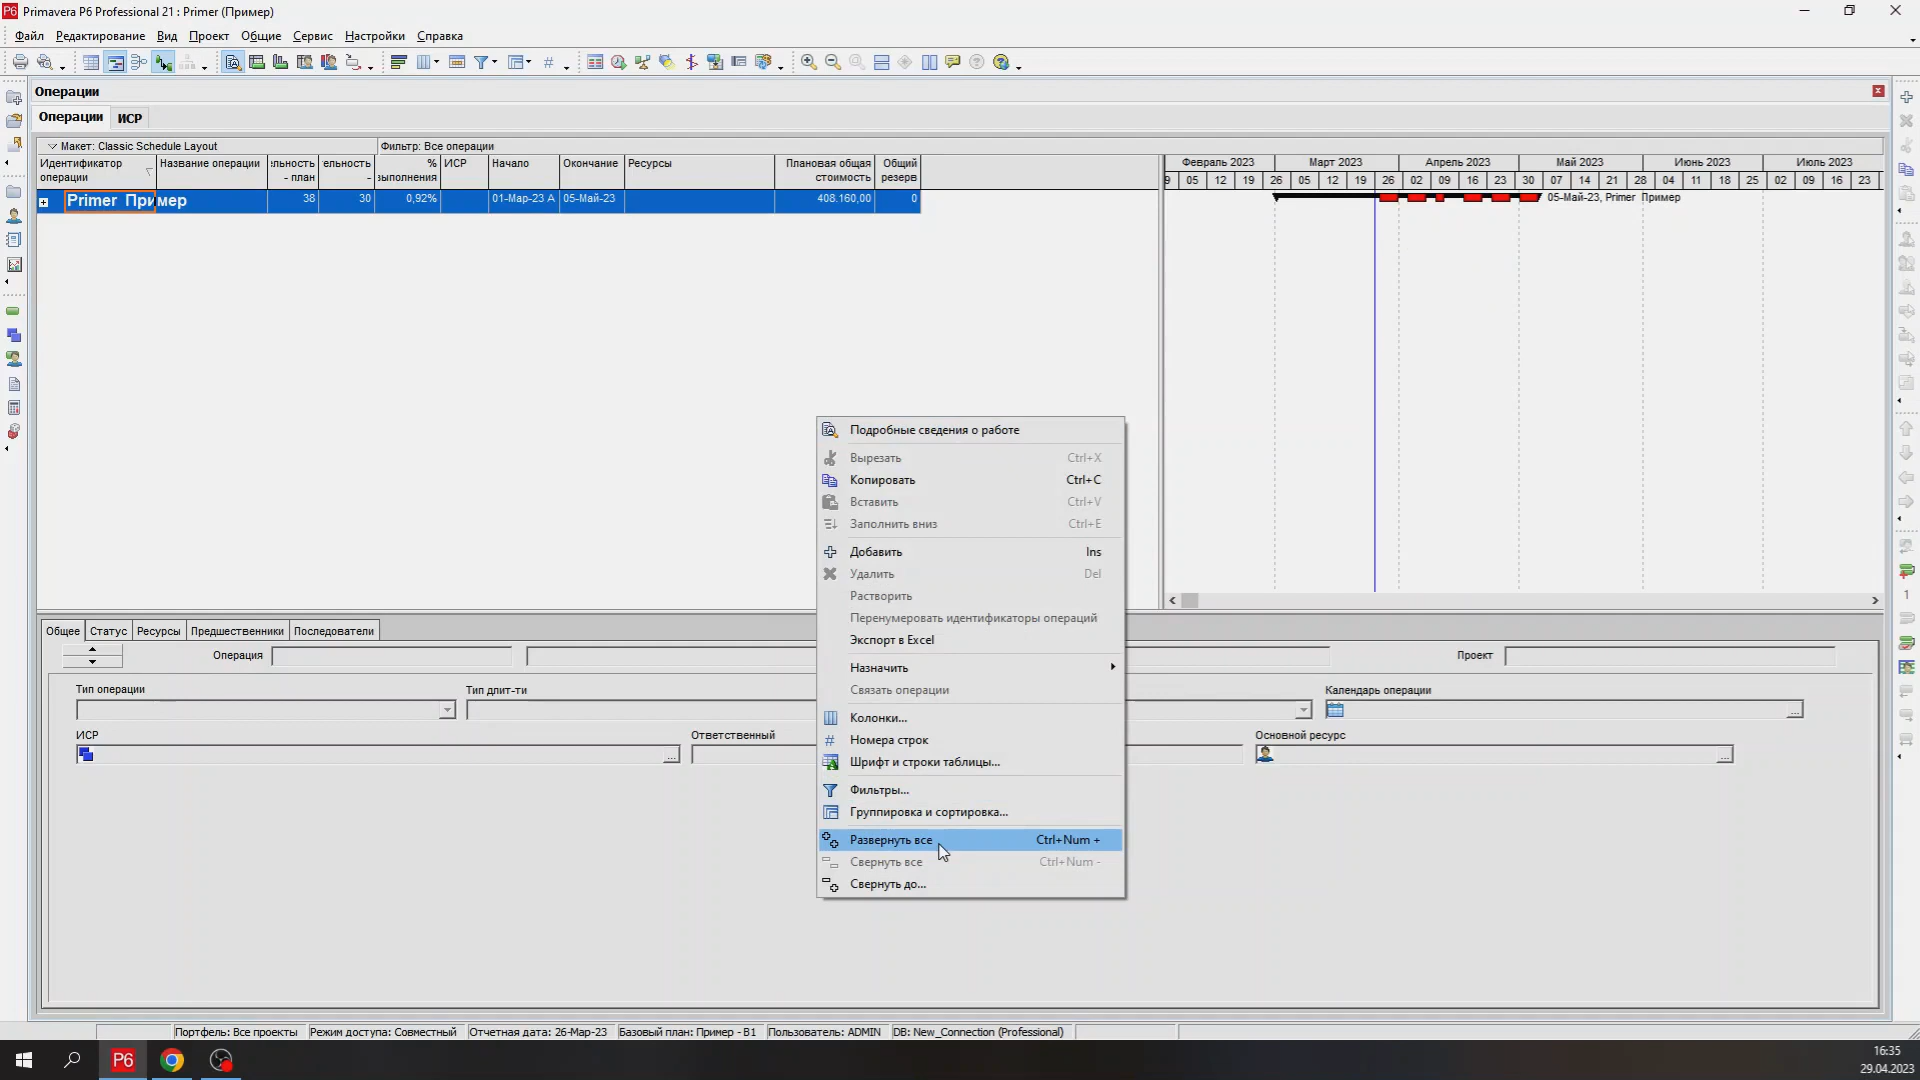 Primavera P6 Professional 21 : Primer (Пример)
Файл Редактирование Вид Проект Общие Сервис Настройки Справка
Операции
Операции ИСР
Макет: Classic Schedule Layout Фильтр: Все операции
Идентификатор операции Название операции льность - план ельность - % выполнения ИСР Начало Окончание Ресурсы Плановая общая стоимость Общий резерв
Февраль 2023 Март 2023 Апрель 2023 Май 2023 Июнь 2023 Июль 2023
9 05 12 19 26 05 12 19 26 02 09 16 23 30 07 14 21 28 04 11 18 25 02 09 16 23
Primer Пример 38 30 0,92% 01-Мар-23 A 05-Май-23 408.160,00 0
05-Май-23, Primer Пример
Подробные сведения о работе
Вырезать Ctrl+X
Копировать Ctrl+C
Вставить Ctrl+V
Заполнить вниз Ctrl+E
Добавить Ins
Удалить Del
Растворить
Перенумеровать идентификаторы операций
Экспорт в Excel
Назначить
Связать операции
Колонки...
Номера строк
Шрифт и строки таблицы...
Фильтры...
Группировка и сортировка...
Развернуть все Ctrl+Num +
Свернуть все Ctrl+Num -
Свернуть до...
Общее Статус Ресурсы Предшественники Последователи
Операция Проект
Тип операции Тип длит-ти Календарь операции
ИСР Ответственный Основной ресурс
Портфель: Все проекты Режим доступа: Совместный Отчетная дата: 26-Мар-23 Базовый план: Пример - B1 Пользователь: ADMIN DB: New_Connection (Professional)
P6
16:35
29.04.2023